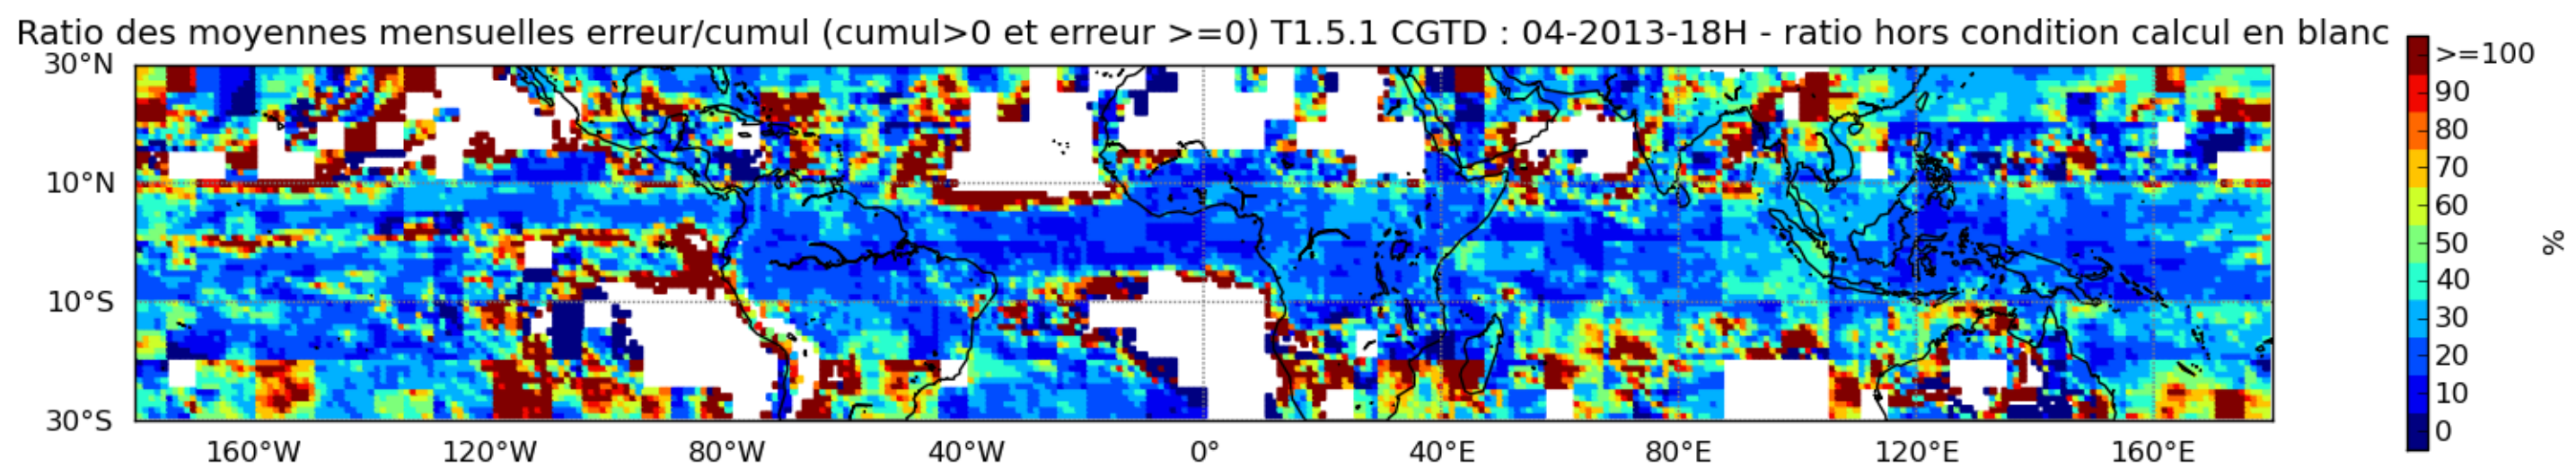 Ratio des moyennes mensuelles erreur/cumul (cumul>0 et erreur >=0) T1.5.1 CGTD : 04-2013-18H - ratio hors condition calcul en blanc
30°N
10°N
10°S
30°S
160°W 120°W 80°W 40°W 0° 40°E 80°E 120°E 160°E
>=100
90
80
70
60
50
40
30
20
10
0
%